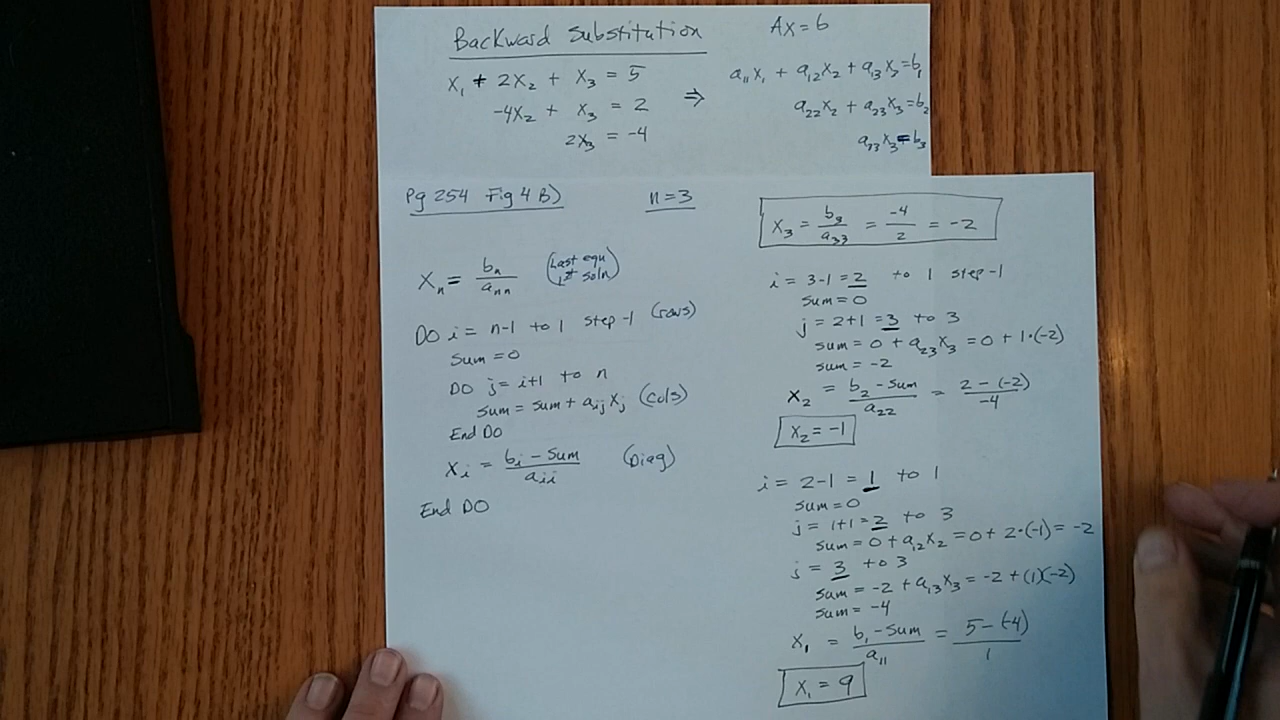 Backward Substitution
Ax = b
x₁ + 2x₂ + x₃ = 5
-4x₂ + x₃ = 2
2x₃ = -4
⇒
a₁₁x₁ + a₁₂x₂ + a₁₃x₃ = b₁
a₂₂x₂ + a₂₃x₃ = b₂
a₃₃x₃ = b₃
Pg 254 Fig 4 B)
n = 3
xₙ = bₙ/aₙₙ (Last equ
1st soln)
DO i = n-1 to 1 step -1 (rows)
sum = 0
DO j = i+1 to n
sum = sum + aᵢⱼ xⱼ (cols)
End DO
xᵢ = (bᵢ - sum)/aᵢᵢ (Diag)
End DO
x₃ = b₃/a₃₃ = -4/2 = -2
i = 3-1 = 2 to 1 step -1
sum = 0
j = 2+1 = 3 to 3
sum = 0 + a₂₃x₃ = 0 + 1·(-2)
sum = -2
x₂ = (b₂ - sum)/a₂₂ = (2 - (-2))/-4
x₂ = -1
i = 2-1 = 1 to 1
sum = 0
j = 1+1 = 2 to 3
sum = 0 + a₁₂x₂ = 0 + 2·(-1) = -2
j = 3 to 3
sum = -2 + a₁₃x₃ = -2 + (1)(-2)
sum = -4
x₁ = (b₁ - sum)/a₁₁ = (5 - (-4))/1
x₁ = 9